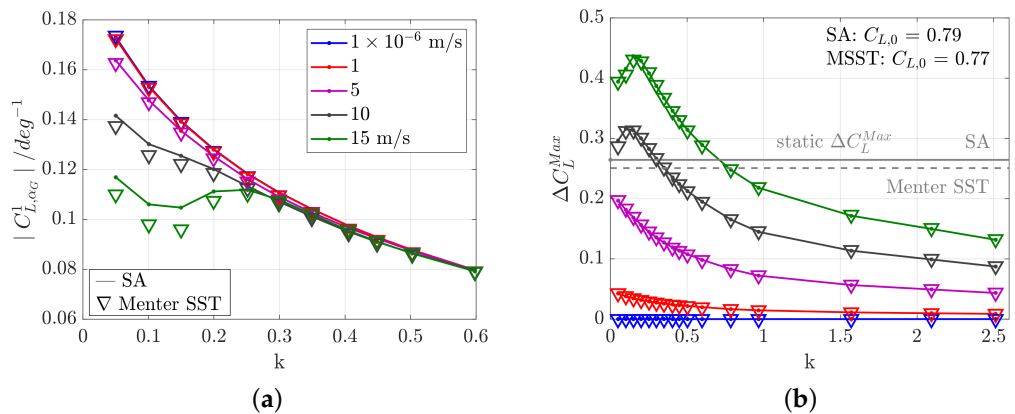 0.18
0.16
0.14
0.12
0.1
0.08
0.06
| C¹_{L,α_G} | /deg⁻¹
1 × 10⁻⁶ m/s
1
5
10
15 m/s
— SA
▽ Menter SST
0 0.1 0.2 0.3 0.4 0.5 0.6
k
(a)
0.5
0.4
0.3
0.2
0.1
0
ΔC_L^{Max}
SA: C_{L,0} = 0.79
MSST: C_{L,0} = 0.77
static ΔC_L^{Max} SA
Menter SST
0 0.5 1 1.5 2 2.5
k
(b)